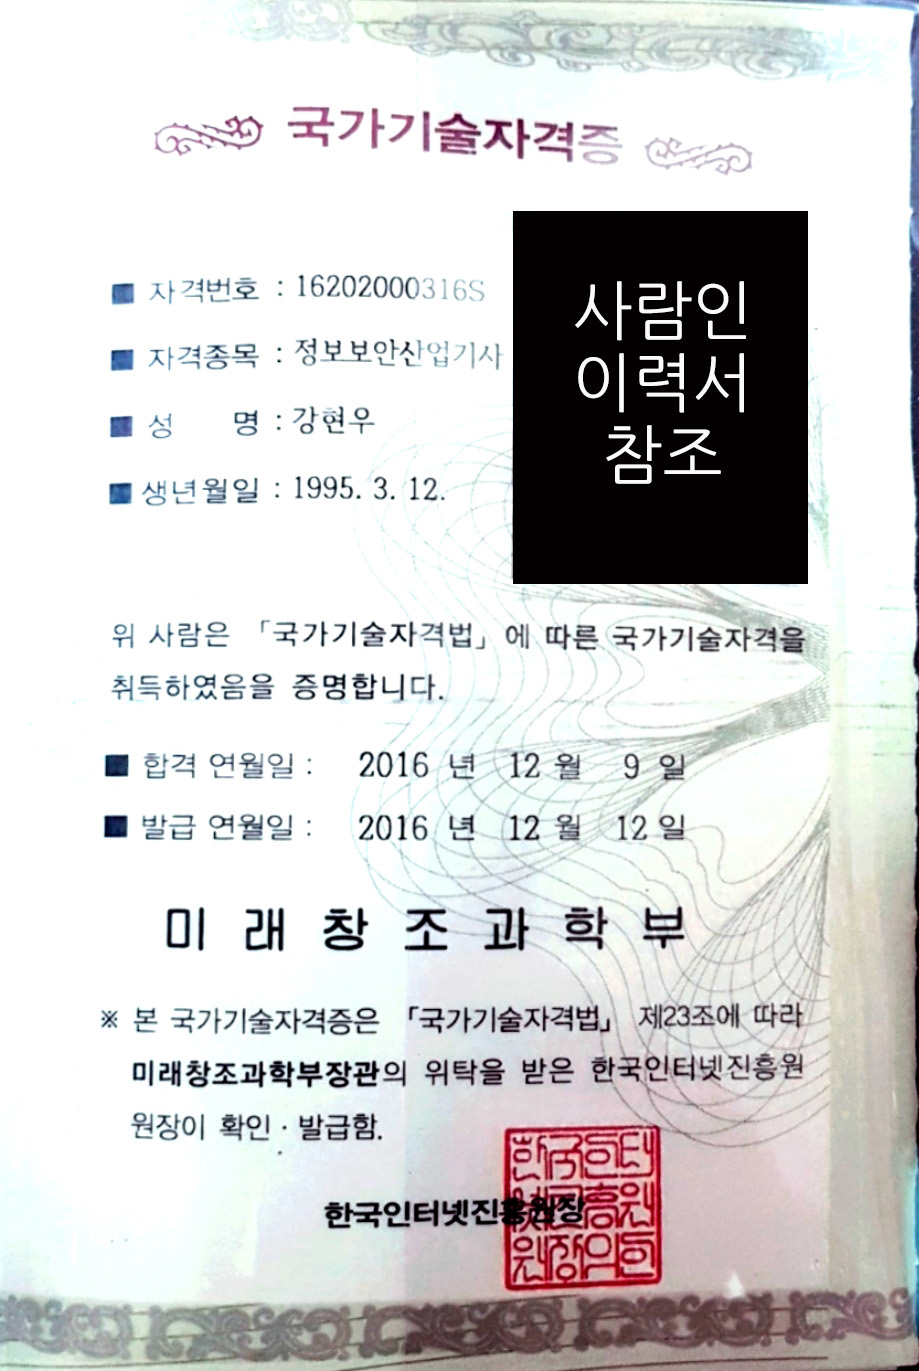 국가기술자격증
■ 자격번호 : 16202000316S
■ 자격종목 : 정보보안산업기사
■ 성 명 : 강현우
■ 생년월일 : 1995. 3. 12.
사람인
이력서
참조
위 사람은 「국가기술자격법」에 따른 국가기술자격을
취득하였음을 증명합니다.
■ 합격 연월일 : 2016 년 12 월 9 일
■ 발급 연월일 : 2016 년 12 월 12 일
미래창조과학부
※ 본 국가기술자격증은 「국가기술자격법」 제23조에 따라
미래창조과학부장관의 위탁을 받은 한국인터넷진흥원
원장이 확인 · 발급함.
한국인터넷진흥원장